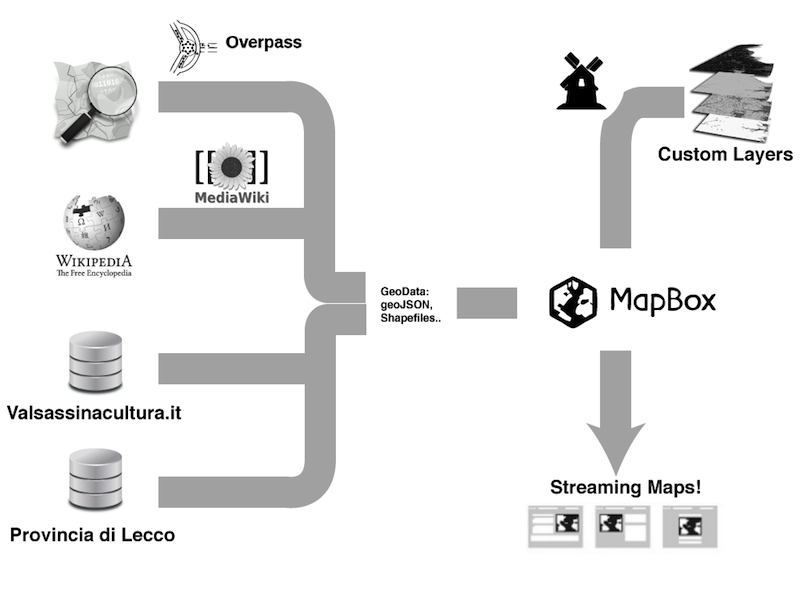 Overpass
[[ ]]
MediaWiki
WIKIPEDIA
The Free Encyclopedia
Valsassinacultura.it
Provincia di Lecco
GeoData:
geoJSON,
Shapefiles..
Custom Layers
MapBox
Streaming Maps!